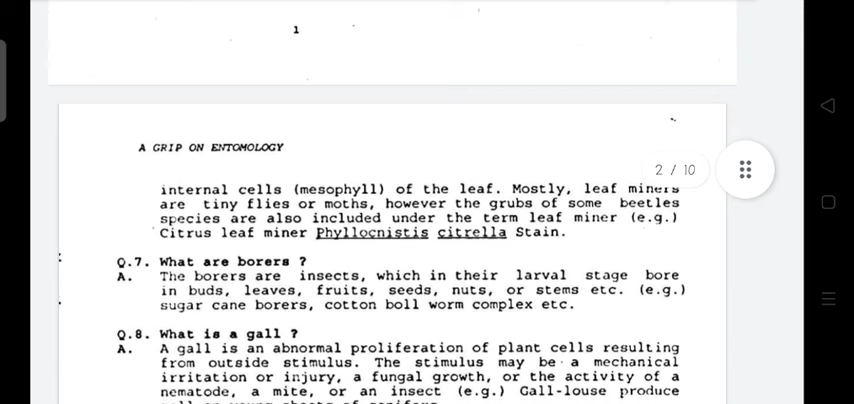 1
A GRIP ON ENTOMOLOGY
2 / 10
internal cells (mesophyll) of the leaf. Mostly, leaf miners
are tiny flies or moths, however the grubs of some beetles
species are also included under the term leaf miner (e.g.)
Citrus leaf miner Phyllocnistis citrella Stain.
Q.7. What are borers ?
A. The borers are insects, which in their larval stage bore
in buds, leaves, fruits, seeds, nuts, or stems etc. (e.g.)
sugar cane borers, cotton boll worm complex etc.
Q.8. What is a gall ?
A. A gall is an abnormal proliferation of plant cells resulting
from outside stimulus. The stimulus may be a mechanical
irritation or injury, a fungal growth, or the activity of a
nematode, a mite, or an insect (e.g.) Gall-louse produce